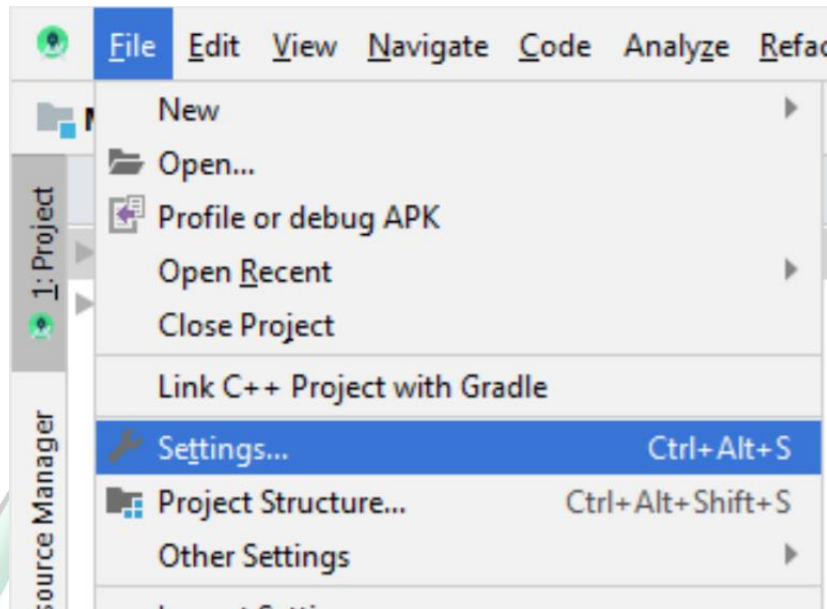 File Edit View Navigate Code Analyze
New
Open...
Profile or debug APK
Open Recent
Close Project
Link C++ Project with Gradle
Settings... Ctrl+Alt+S
Project Structure... Ctrl+Alt+Shift+S
Other Settings
1: Project
Manager